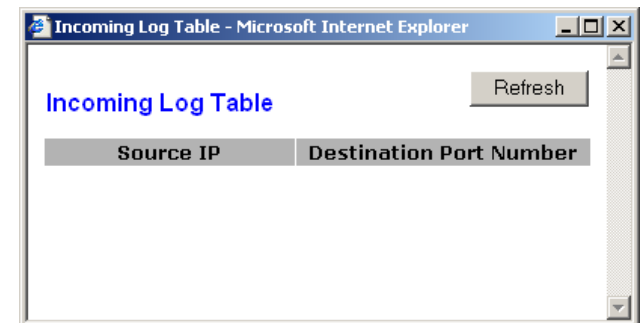 Incoming Log Table - Microsoft Internet Explorer
Refresh
Incoming Log Table
Source IP Destination Port Number